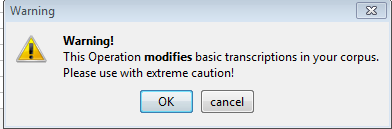 Warning
Warning!
This Operation modifies basic transcriptions in your corpus.
Please use with extreme caution!
OK
cancel